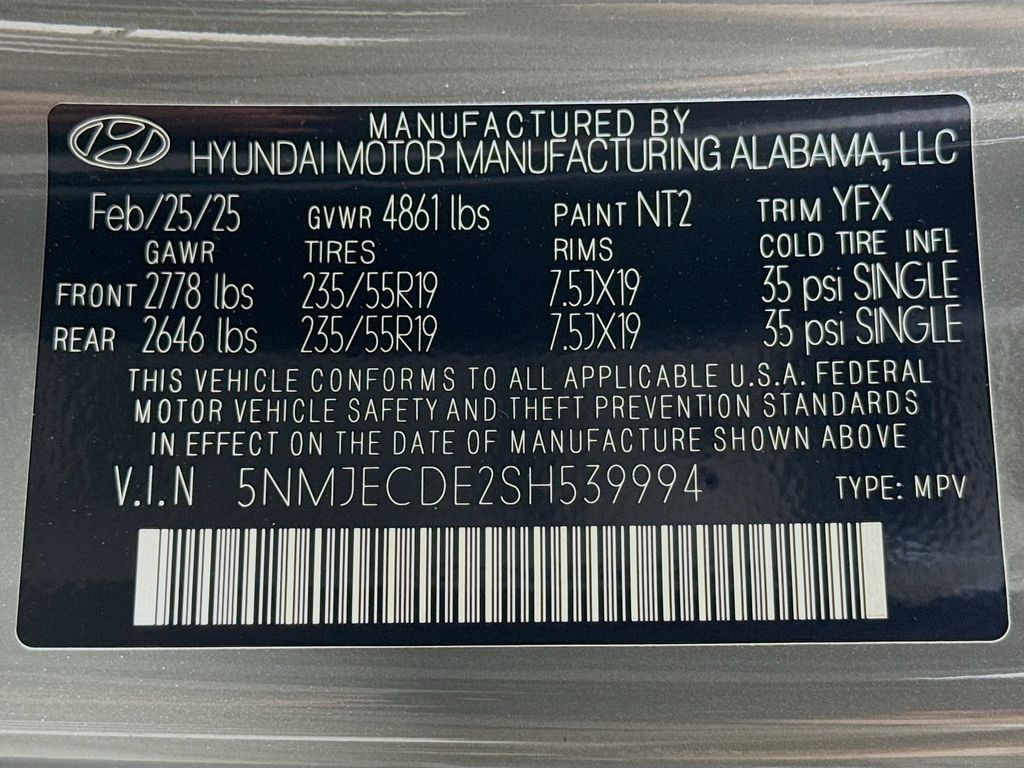 MANUFACTURED BY
HYUNDAI MOTOR MANUFACTURING ALABAMA, LLC
Feb/25/25 GVWR 4861 lbs PAINT NT2 TRIM YFX
GAWR TIRES RIMS COLD TIRE INFL
FRONT 2778 lbs 235/55R19 7.5JX19 35 psi SINGLE
REAR 2646 lbs 235/55R19 7.5JX19 35 psi SINGLE
THIS VEHICLE CONFORMS TO ALL APPLICABLE U.S.A. FEDERAL
MOTOR VEHICLE SAFETY AND THEFT PREVENTION STANDARDS
IN EFFECT ON THE DATE OF MANUFACTURE SHOWN ABOVE
V.I.N 5NMJECDE2SH539994 TYPE: MPV